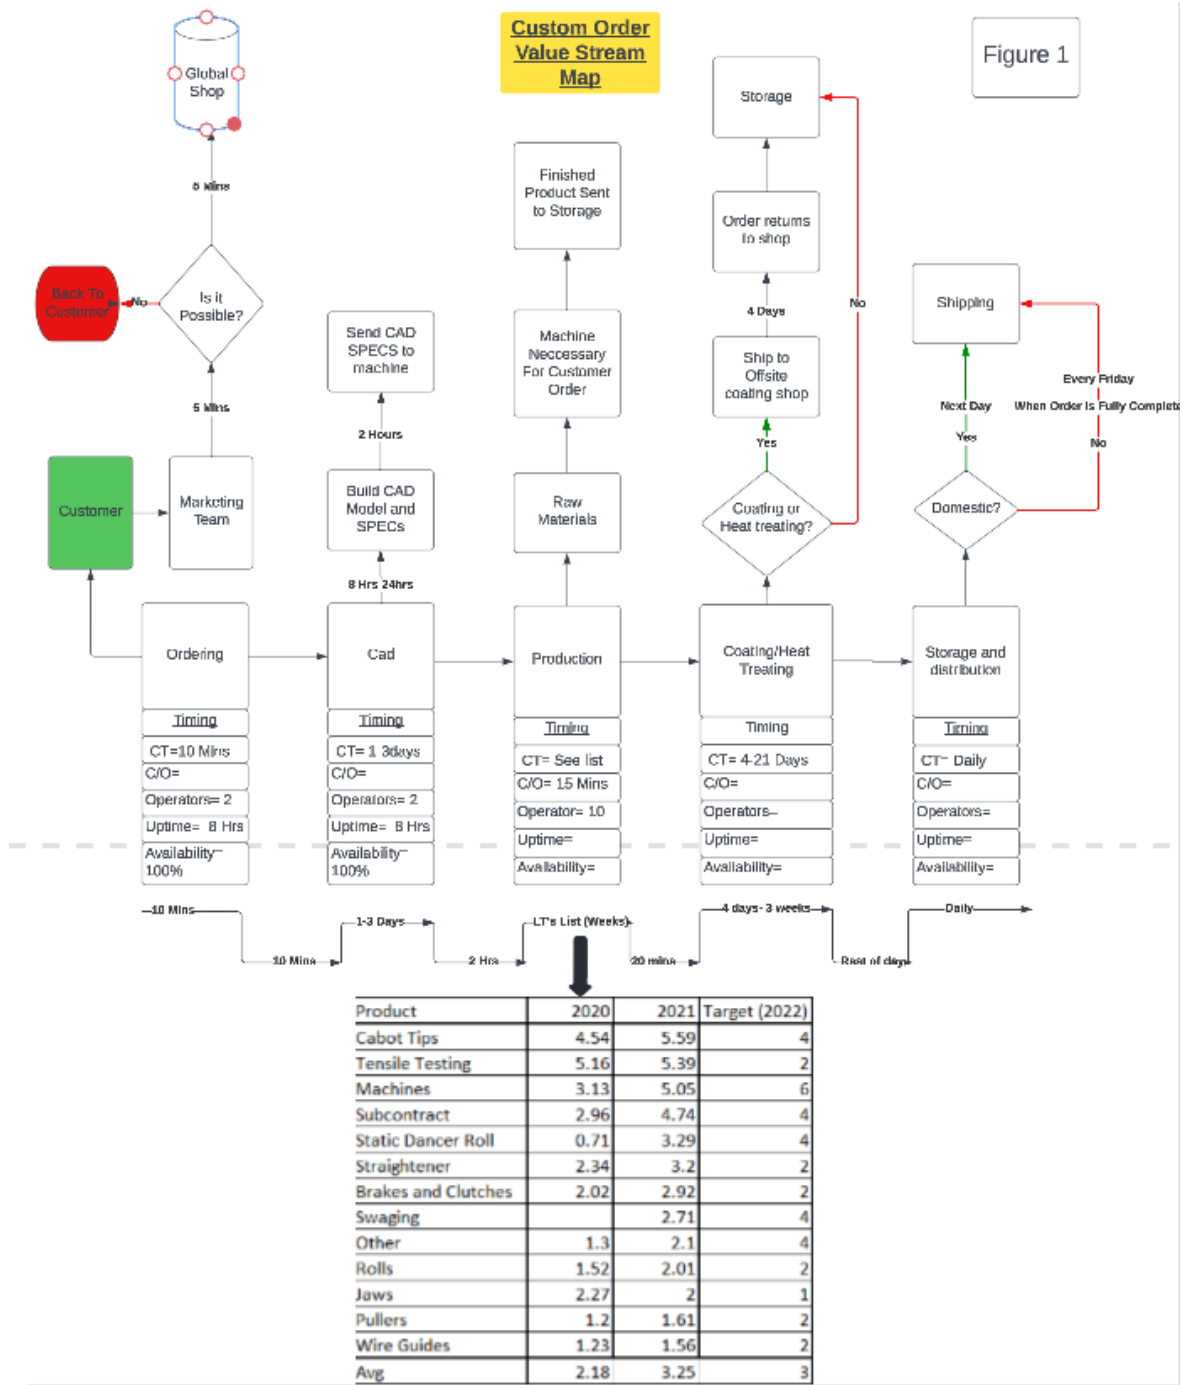 Custom Order
Value Stream
Map
Figure 1
Global
Shop
5 Mins
Is it
Possible?
No
Back To
Customer
5 Mins
Customer
Marketing
Team
Send CAD
SPECS to
machine
2 Hours
Build CAD
Model and
SPECs
8 Hrs 24hrs
Finished
Product Sent
to Storage
Machine
Neccessary
For Customer
Order
Raw
Materials
Storage
Order returns
to shop
4 Days
Ship to
Offsite
coating shop
Yes
No
Coating or
Heat treating?
Shipping
Next Day
Yes
Every Friday
When Order Is Fully Complete
No
Domestic?
Ordering
Timing
CT=10 Mins
C/O=
Operators= 2
Uptime= 8 Hrs
Availability=
100%
Cad
Timing
CT= 1 3days
C/O=
Operators= 2
Uptime= 8 Hrs
Availability=
100%
Production
Timing
CT= See list
C/O= 15 Mins
Operator= 10
Uptime=
Availability=
Coating/Heat
Treating
Timing
CT= 4-21 Days
C/O=
Operators=
Uptime=
Availability=
Storage and
distribution
Timing
CT= Daily
C/O=
Operators=
Uptime=
Availability=
10 Mins
10 Mins
1-3 Days
2 Hrs
LT's List (Weeks)
20 mins
4 days- 3 weeks
Rest of day
Daily
Product 2020 2021 Target (2022)
Cabot Tips 4.54 5.59 4
Tensile Testing 5.16 5.39 2
Machines 3.13 5.05 6
Subcontract 2.96 4.74 4
Static Dancer Roll 0.71 3.29 4
Straightener 2.34 3.2 2
Brakes and Clutches 2.02 2.92 2
Swaging 2.71 4
Other 1.3 2.1 4
Rolls 1.52 2.01 2
Jaws 2.27 2 1
Pullers 1.2 1.61 2
Wire Guides 1.23 1.56 2
Avg 2.18 3.25 3